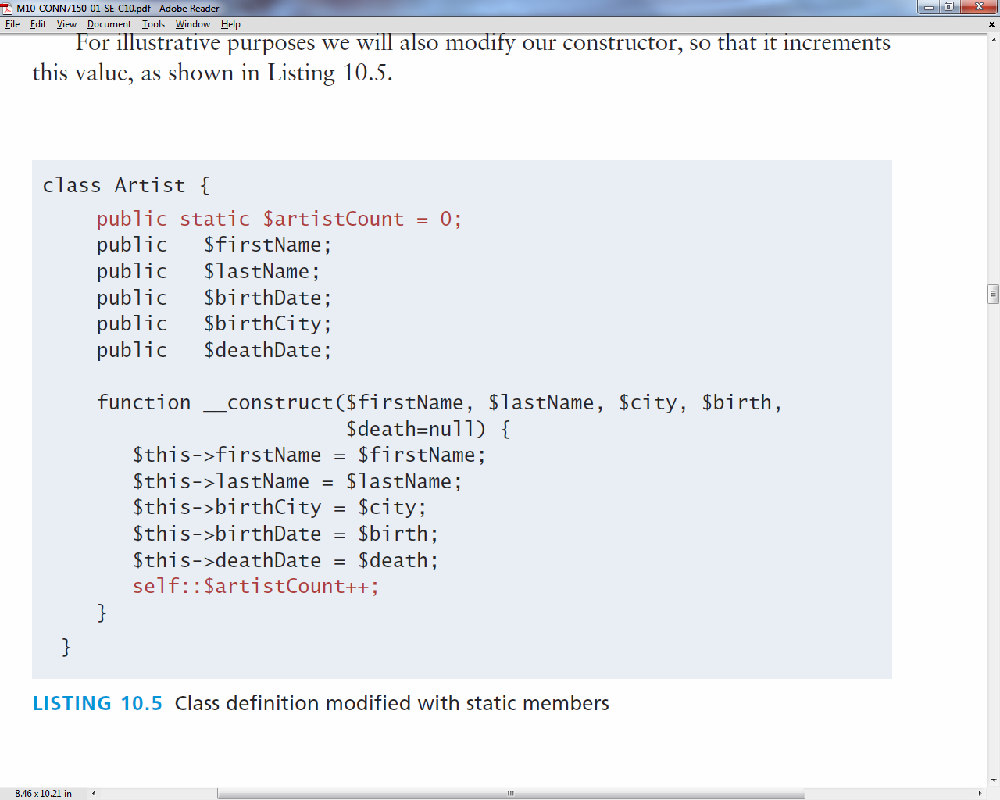 M10_CONN7150_01_SE_C10.pdf - Adobe Reader
File Edit View Document Tools Window Help
For illustrative purposes we will also modify our constructor, so that it increments
this value, as shown in Listing 10.5.
class Artist {
public static $artistCount = 0;
public $firstName;
public $lastName;
public $birthDate;
public $birthCity;
public $deathDate;
function __construct($firstName, $lastName, $city, $birth,
$death=null) {
$this->firstName = $firstName;
$this->lastName = $lastName;
$this->birthCity = $city;
$this->birthDate = $birth;
$this->deathDate = $death;
self::$artistCount++;
}
}
LISTING 10.5 Class definition modified with static members
8.46 x 10.21 in